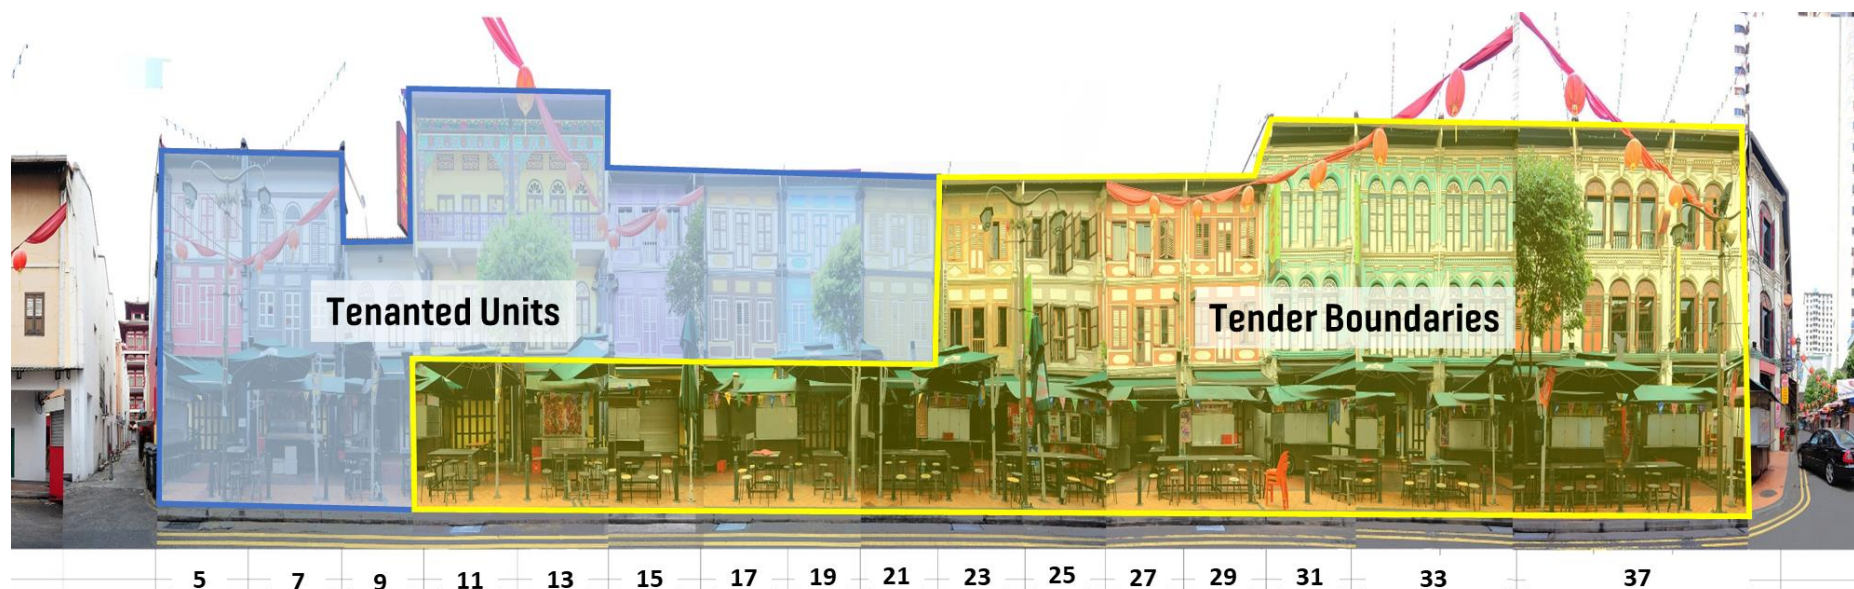 Tenanted Units
Tender Boundaries
5 7 9 11 13 15 17 19 21 23 25 27 29 31 33 37